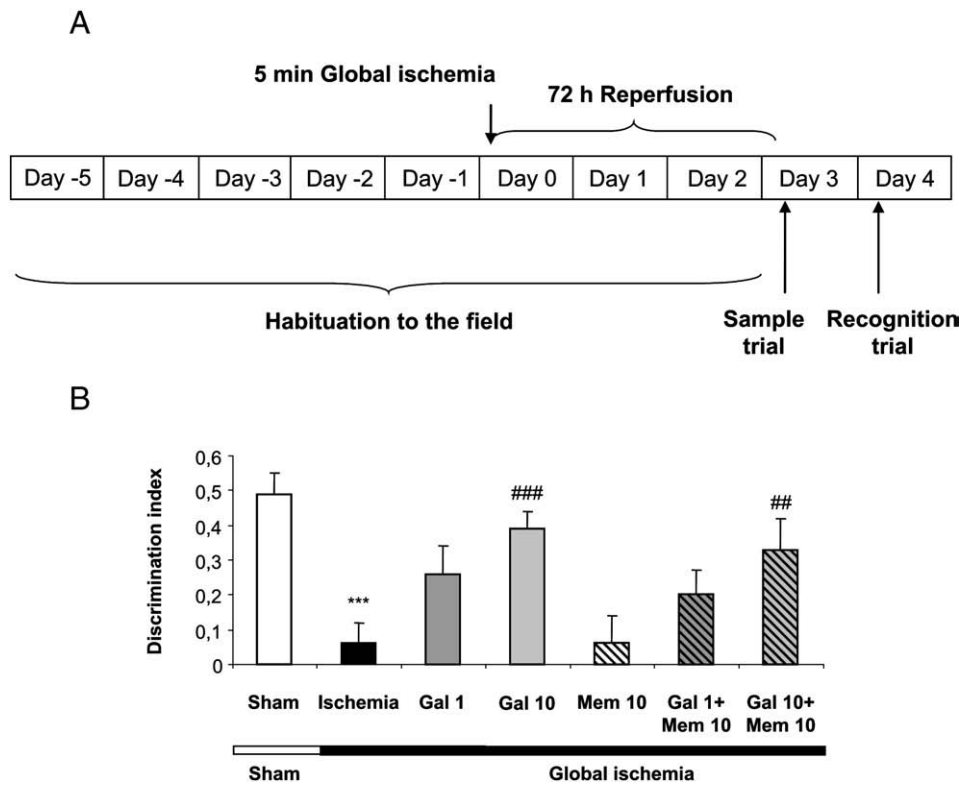 A
5 min Global ischemia
72 h Reperfusion
Day -5 Day -4 Day -3 Day -2 Day -1 Day 0 Day 1 Day 2 Day 3 Day 4
Habituation to the field
Sample
trial
Recognition
trial
B
Discrimination index
0,6
0,5
0,4
0,3
0,2
0,1
0
***
###
##
Sham Ischemia Gal 1 Gal 10 Mem 10 Gal 1+ Gal 10+
Mem 10 Mem 10
Sham Global ischemia